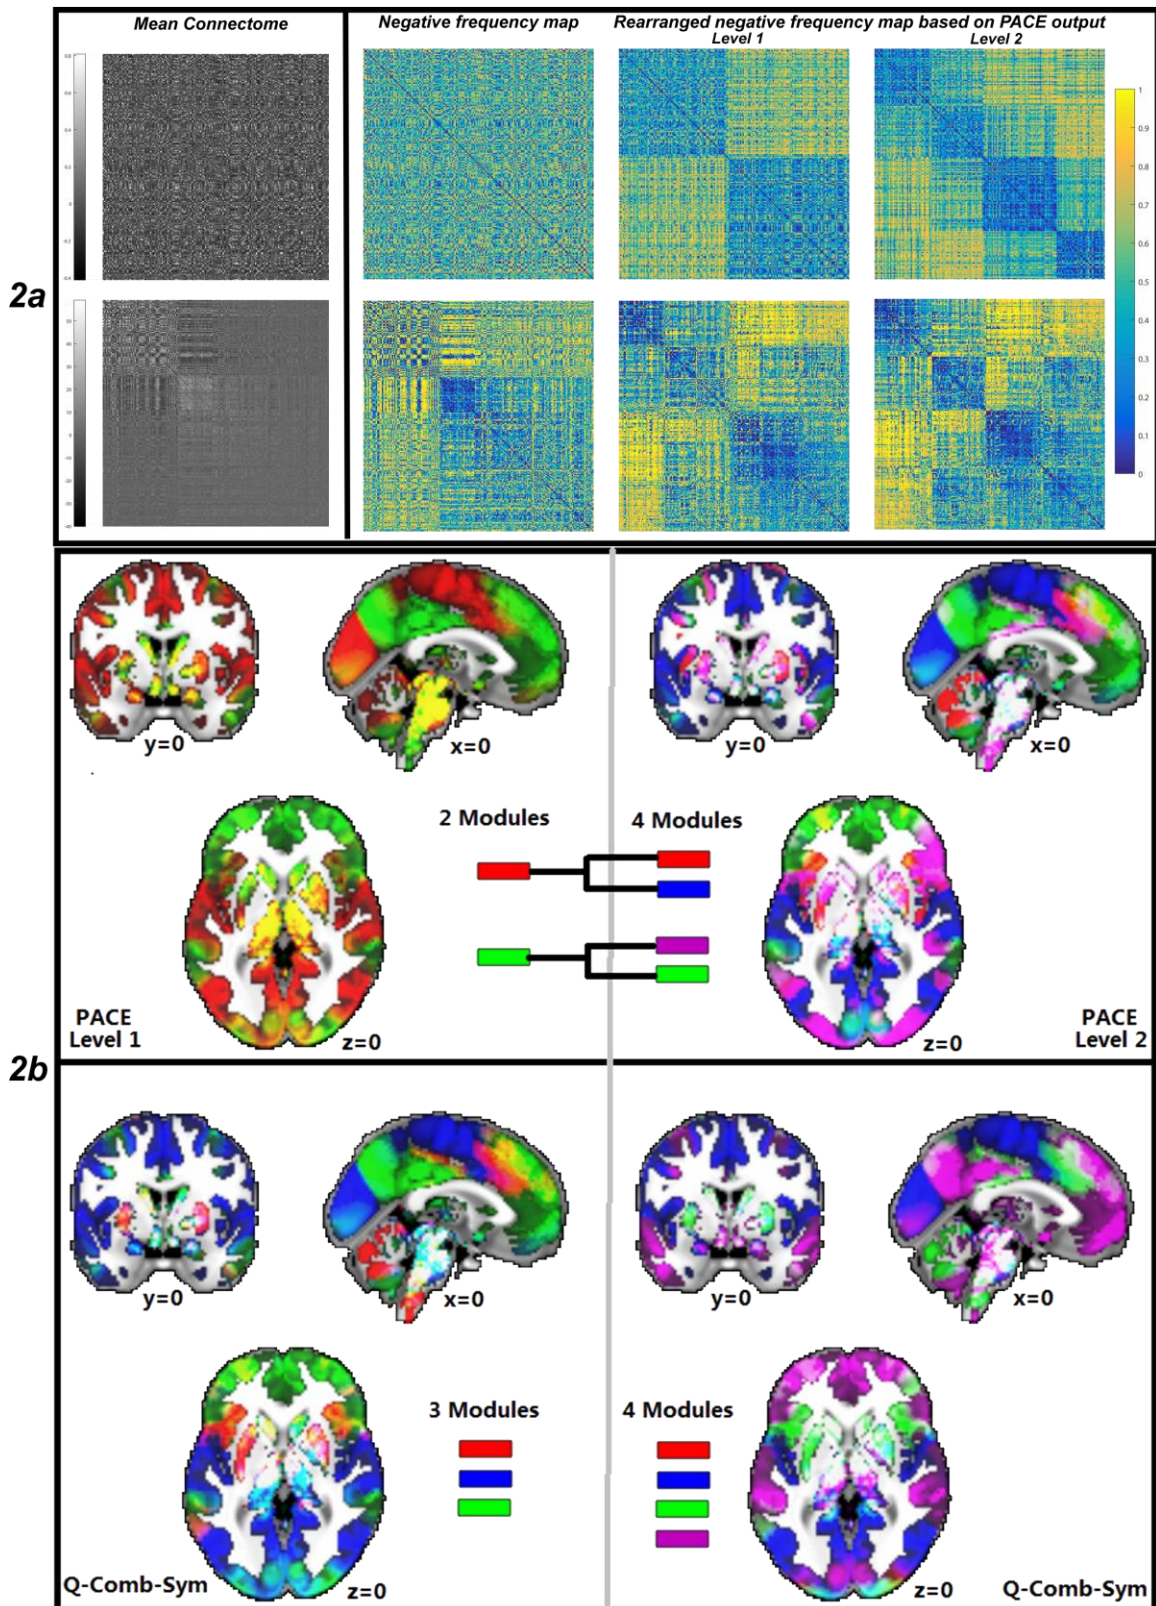 Mean Connectome
Negative frequency map
Rearranged negative frequency map based on PACE output
Level 1
Level 2
2a
1
0.9
0.8
0.7
0.6
0.5
0.4
0.3
0.2
0.1
0
2b
y=0
x=0
y=0
x=0
2 Modules
4 Modules
PACE
Level 1
z=0
z=0
PACE
Level 2
y=0
x=0
y=0
x=0
3 Modules
4 Modules
Q-Comb-Sym
z=0
z=0
Q-Comb-Sym